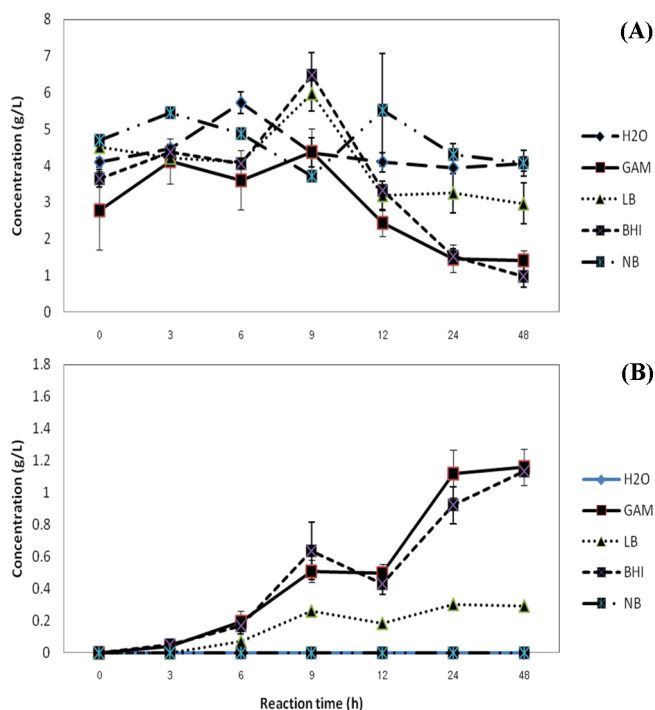 (A)
Concentration (g/L)
8
7
6
5
4
3
2
1
0
0 3 6 9 12 24 48
H2O
GAM
LB
BHI
NB
(B)
Concentration (g/L)
1.8
1.6
1.4
1.2
1
0.8
0.6
0.4
0.2
0
0 3 6 9 12 24 48
Reaction time (h)
H2O
GAM
LB
BHI
NB